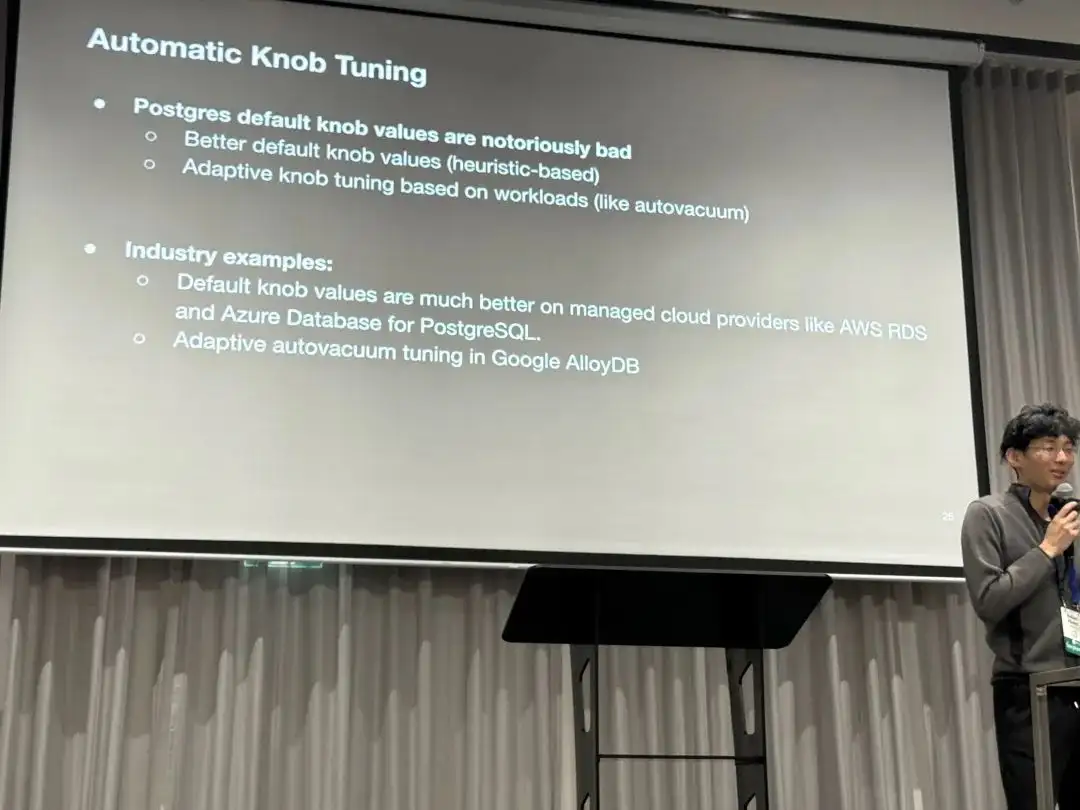 Automatic Knob Tuning
● Postgres default knob values are notoriously bad
○ Better default knob values (heuristic-based)
○ Adaptive knob tuning based on workloads (like autovacuum)
● Industry examples:
○ Default knob values are much better on managed cloud providers like AWS RDS
and Azure Database for PostgreSQL.
○ Adaptive autovacuum tuning in Google AlloyDB